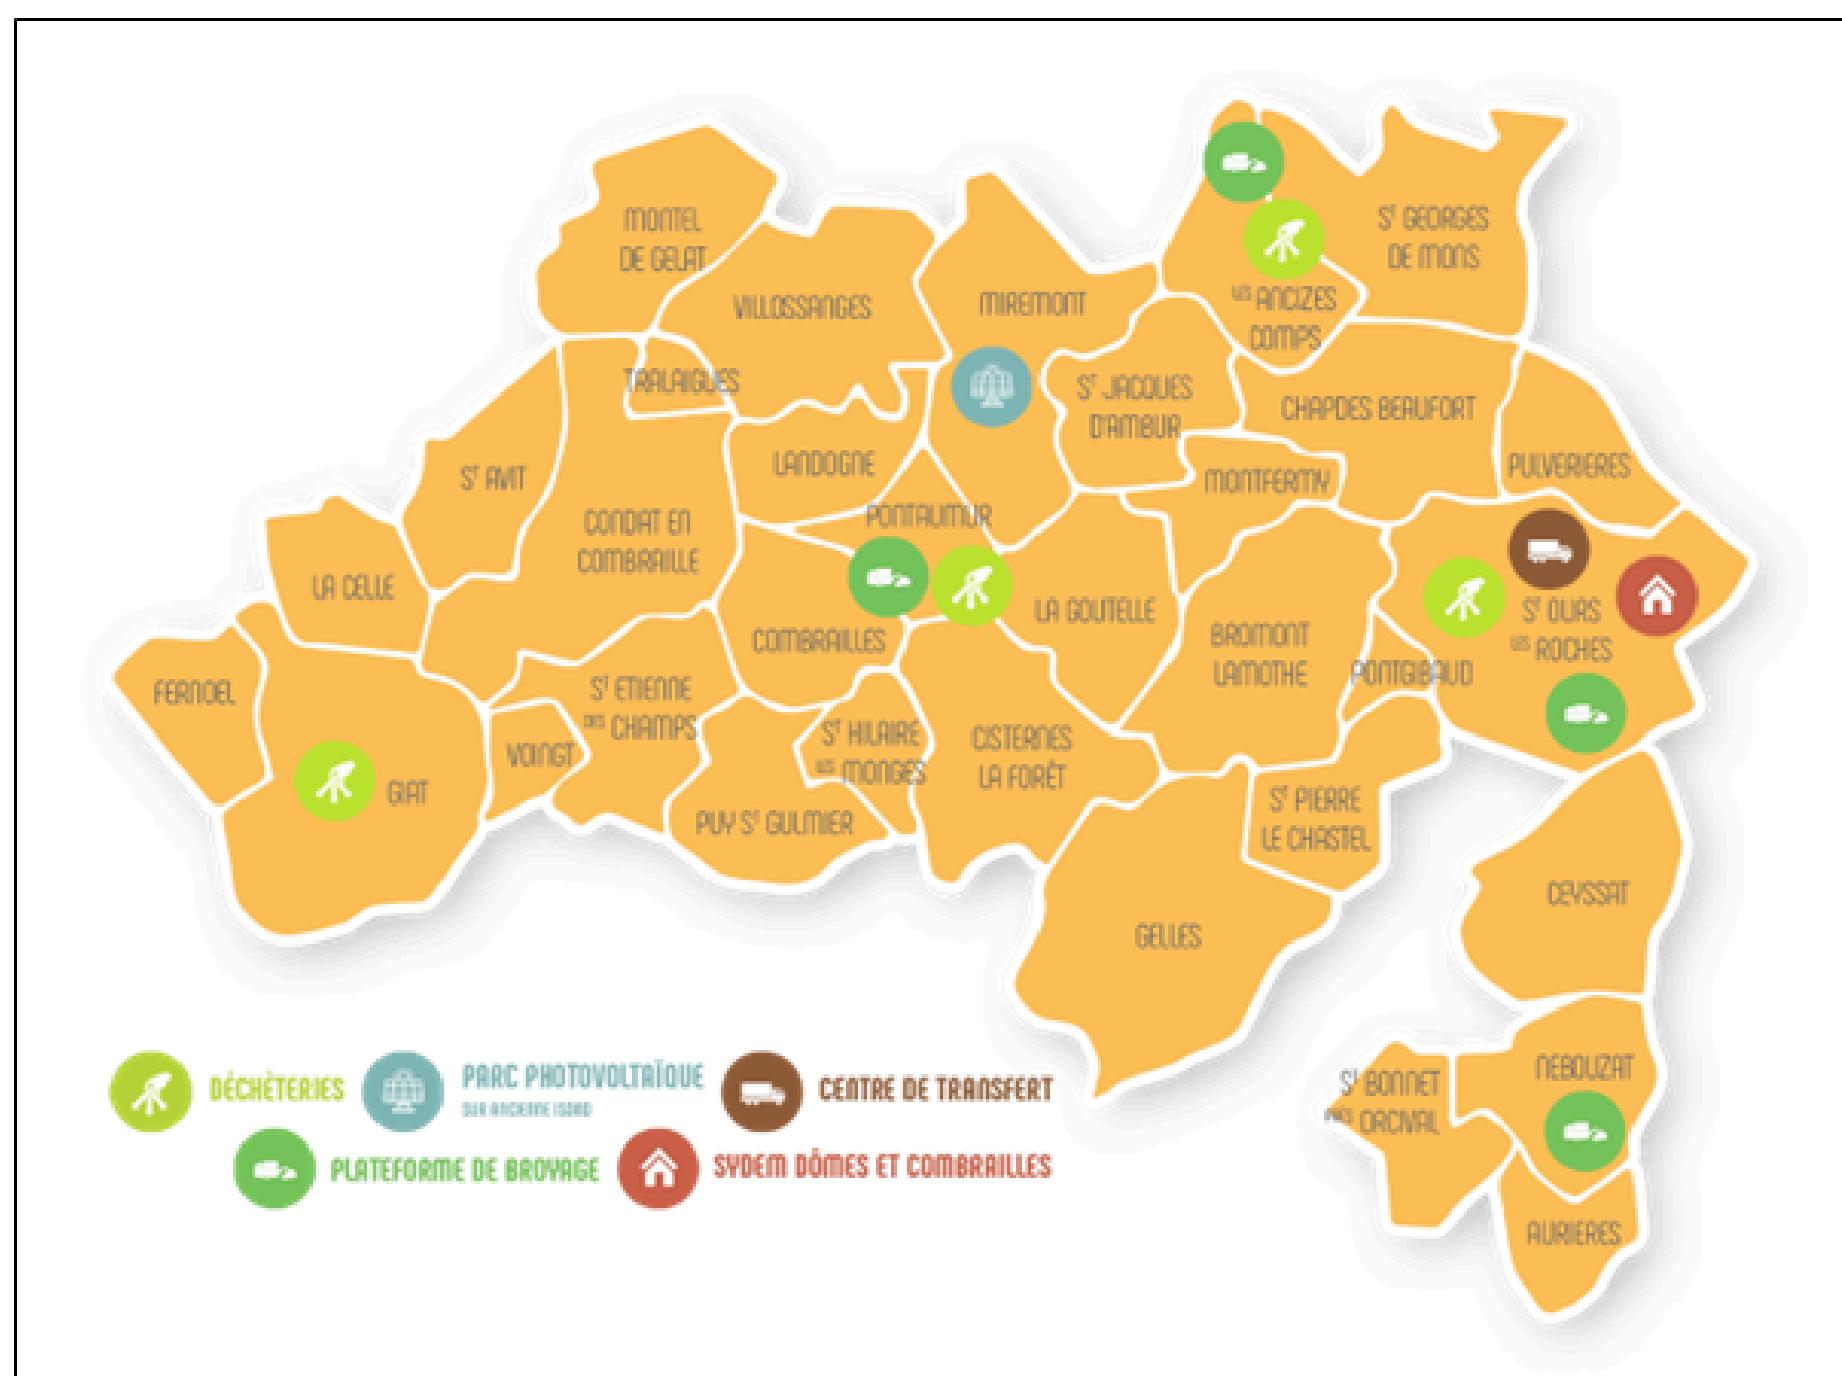 MONTEL
DE GELAT
VILLOSSANGES
MIREMONT
ST GEORGES
DE MONS
LES ANCIZES
COMPS
TRALAIGUES
ST JACQUES
D'AMBUR
CHAPDES BEAUFORT
ST AVIT
LANDOGNE
MONTFERMY
PULVERIERES
CONDAT EN
COMBRAILLE
PONTAUMUR
LA CELLE
COMBRAILLES
LA GOUTELLE
BROMONT
LAMOTHE
ST OURS
LES ROCHES
PONTGIBAUD
FERNOEL
ST ETIENNE
DES CHAMPS
VOINGT
ST HILAIRE
LES MONGES
CISTERNES
LA FORÊT
GIAT
PUY ST GULMIER
ST PIERRE
LE CHASTEL
CEYSSAT
GELLES
NEBOUZAT
ST BONNET
PRÈS ORCIVAL
AURIERES
DÉCHÈTERIES
PARC PHOTOVOLTAÏQUE
SUR ANCIENNE ISDND
CENTRE DE TRANSFERT
PLATEFORME DE BROYAGE
SYDEM DÔMES ET COMBRAILLES